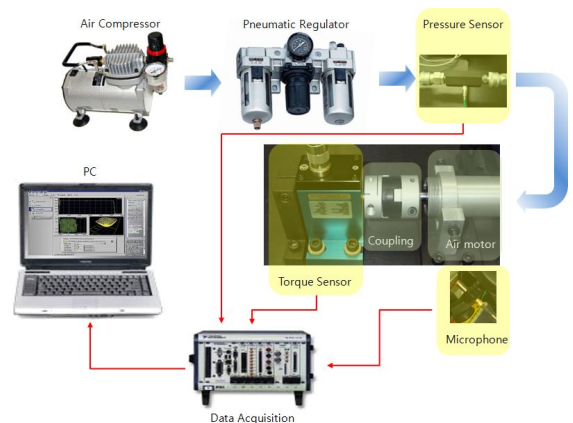 Air Compressor
Pneumatic Regulator
Pressure Sensor
PC
Coupling
Air motor
Torque Sensor
Microphone
Data Acquisition